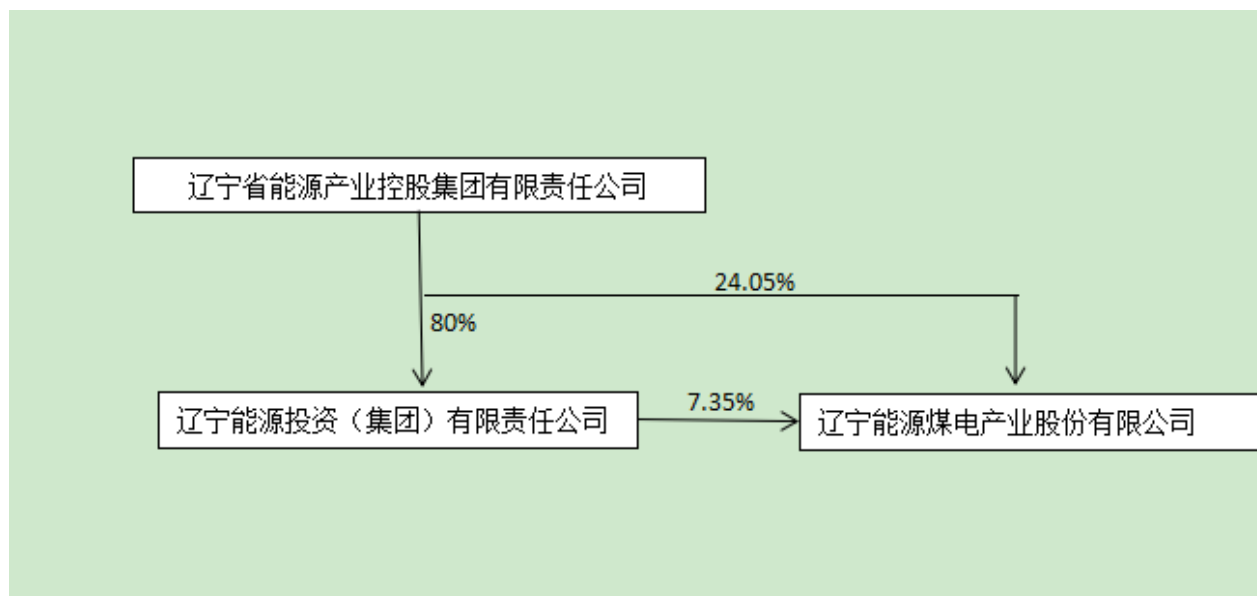 辽宁省能源产业控股集团有限责任公司
24.05%
80%
7.35%
辽宁能源投资（集团）有限责任公司
辽宁能源煤电产业股份有限公司